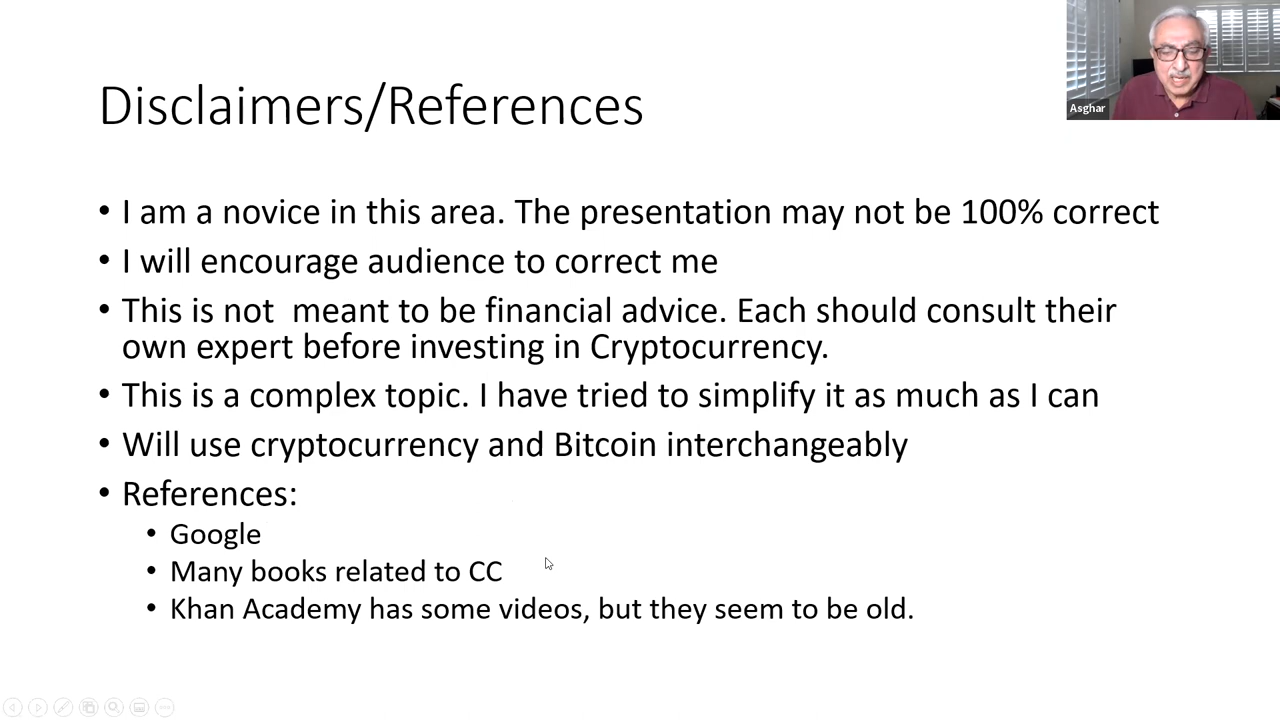 Disclaimers/References
Asghar
• I am a novice in this area. The presentation may not be 100% correct
• I will encourage audience to correct me
• This is not  meant to be financial advice. Each should consult their
own expert before investing in Cryptocurrency.
• This is a complex topic. I have tried to simplify it as much as I can
• Will use cryptocurrency and Bitcoin interchangeably
• References:
• Google
• Many books related to CC
• Khan Academy has some videos, but they seem to be old.